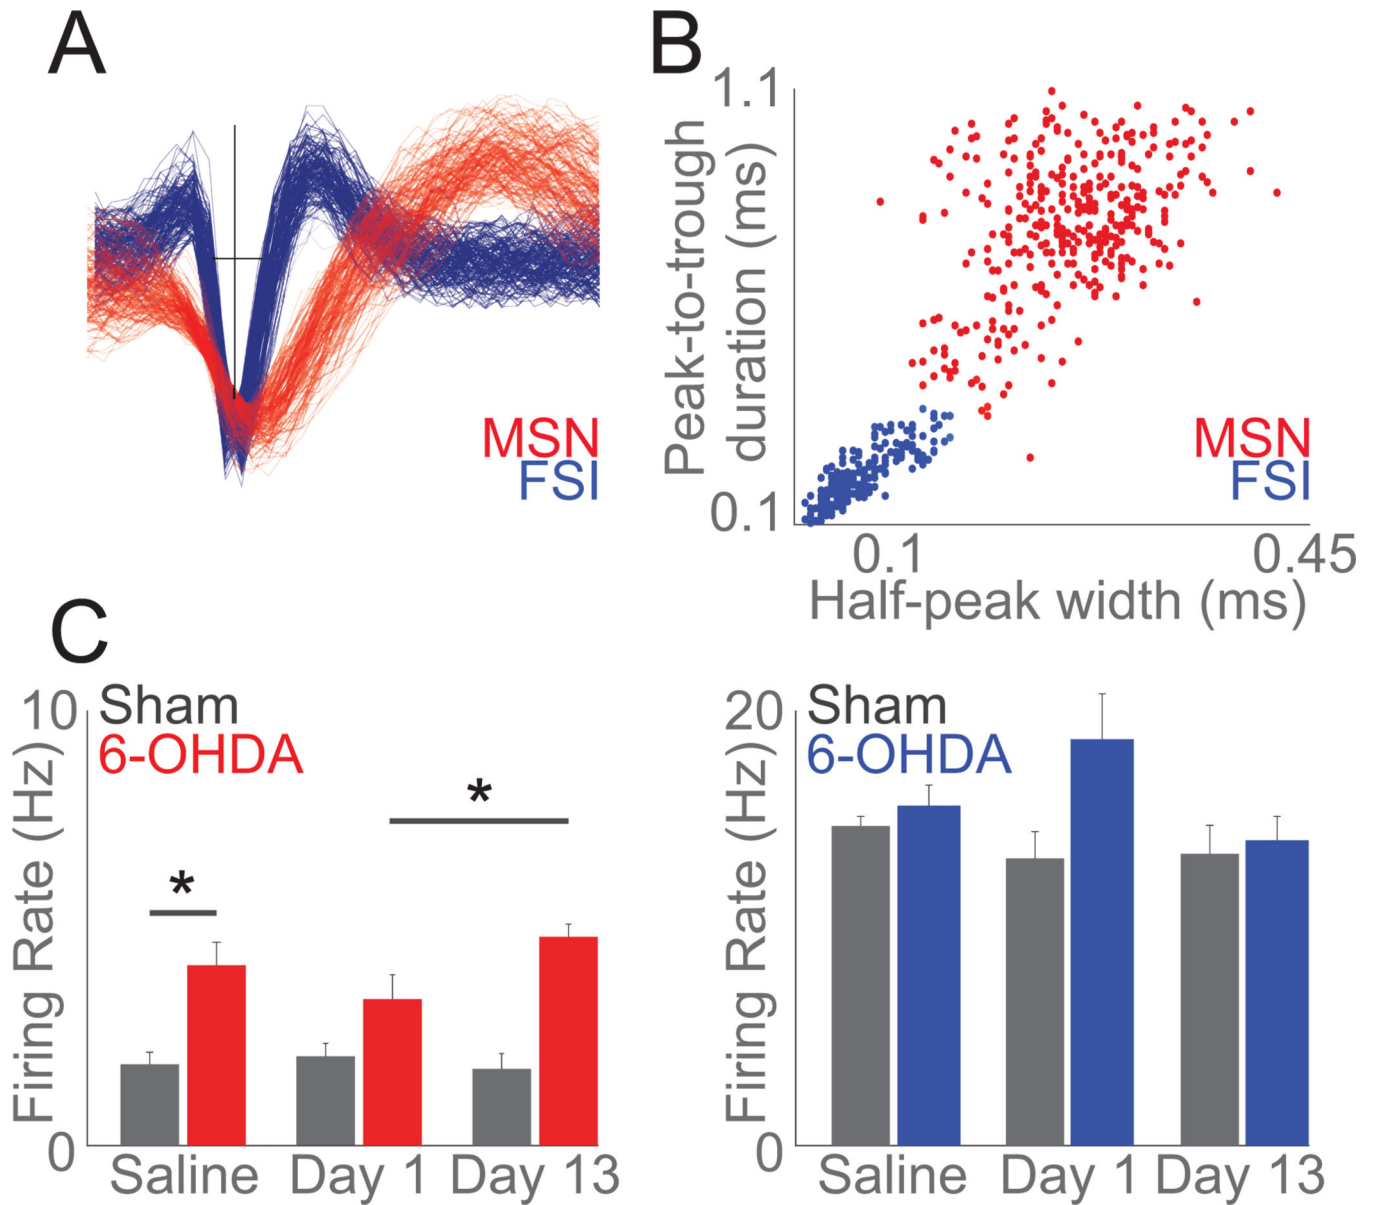 A
MSN
FSI
B
1.1
Peak-to-trough
duration (ms)
0.1
0.1
0.45
Half-peak width (ms)
MSN
FSI
C
10
Sham
6-OHDA
Firing Rate (Hz)
*
*
0
Saline
Day 1
Day 13
20
Sham
6-OHDA
Firing Rate (Hz)
0
Saline
Day 1
Day 13